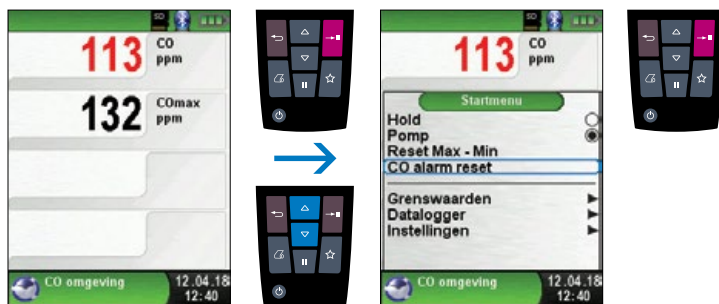 SD
113 CO ppm
132 COmax ppm
CO omgeving 12.04.18 12:40
SD
113 CO ppm
Startmenu
Hold
Pomp
Reset Max - Min
CO alarm reset
Grenswaarden
Datalogger
Instellingen
CO omgeving 12.04.18 12:40